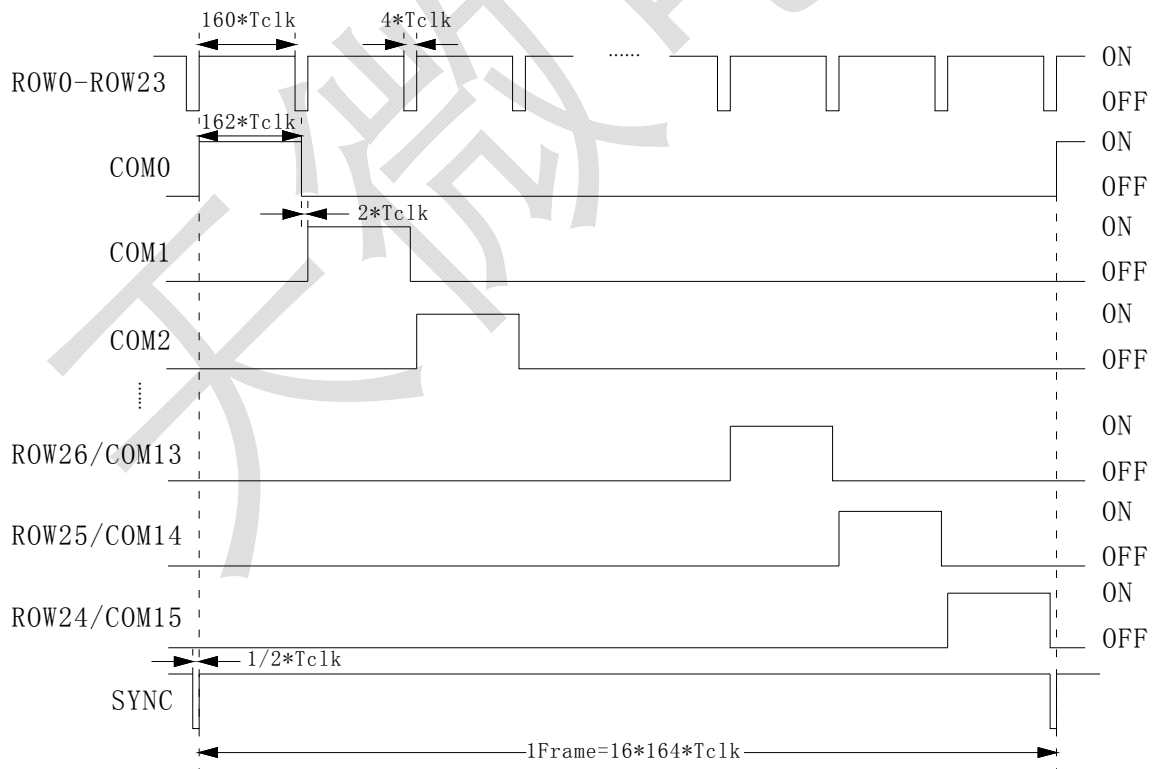 160*Tclk
4*Tclk
......
ROW0-ROW23
ON
OFF
162*Tclk
COM0
ON
OFF
2*Tclk
COM1
ON
OFF
COM2
ON
OFF
......
ROW26/COM13
ON
OFF
ROW25/COM14
ON
OFF
ROW24/COM15
ON
OFF
1/2*Tclk
SYNC
1Frame=16*164*Tclk
天微